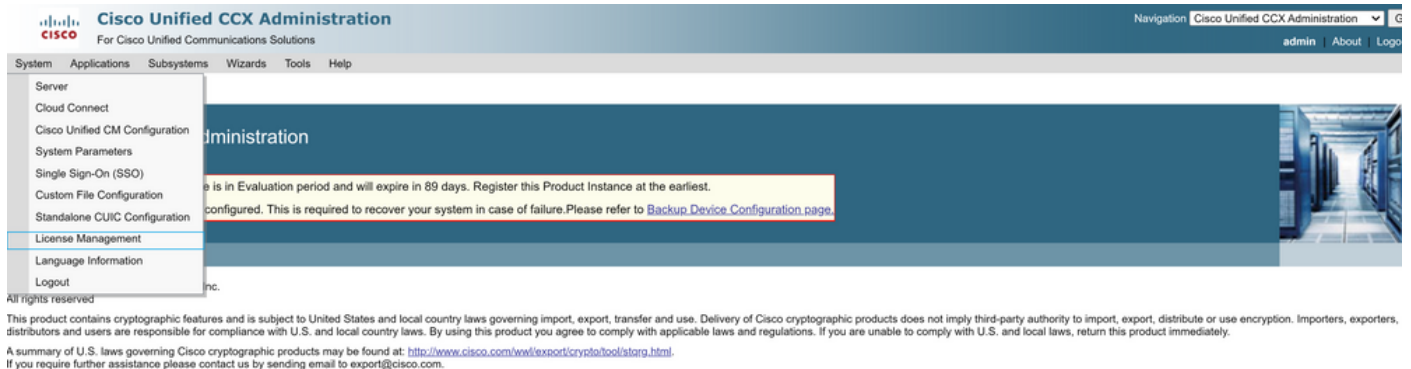 CISCO
Cisco Unified CCX Administration
For Cisco Unified Communications Solutions
Navigation Cisco Unified CCX Administration
admin About Logo
System Applications Subsystems Wizards Tools Help
Server
Cloud Connect
Cisco Unified CM Configuration
System Parameters
Single Sign-On (SSO)
Custom File Configuration
Standalone CUIC Configuration
License Management
Language Information
Logout
ministration
e is in Evaluation period and will expire in 89 days. Register this Product Instance at the earliest.
configured. This is required to recover your system in case of failure.Please refer to Backup Device Configuration page.
Inc.
All rights reserved
This product contains cryptographic features and is subject to United States and local country laws governing import, export, transfer and use. Delivery of Cisco cryptographic products does not imply third-party authority to import, export, distribute or use encryption. Importers, exporters,
distributors and users are responsible for compliance with U.S. and local country laws. By using this product you agree to comply with applicable laws and regulations. If you are unable to comply with U.S. and local laws, return this product immediately.
A summary of U.S. laws governing Cisco cryptographic products may be found at: http://www.cisco.com/wwl/export/crypto/tool/stqrg.html.
If you require further assistance please contact us by sending email to export@cisco.com.